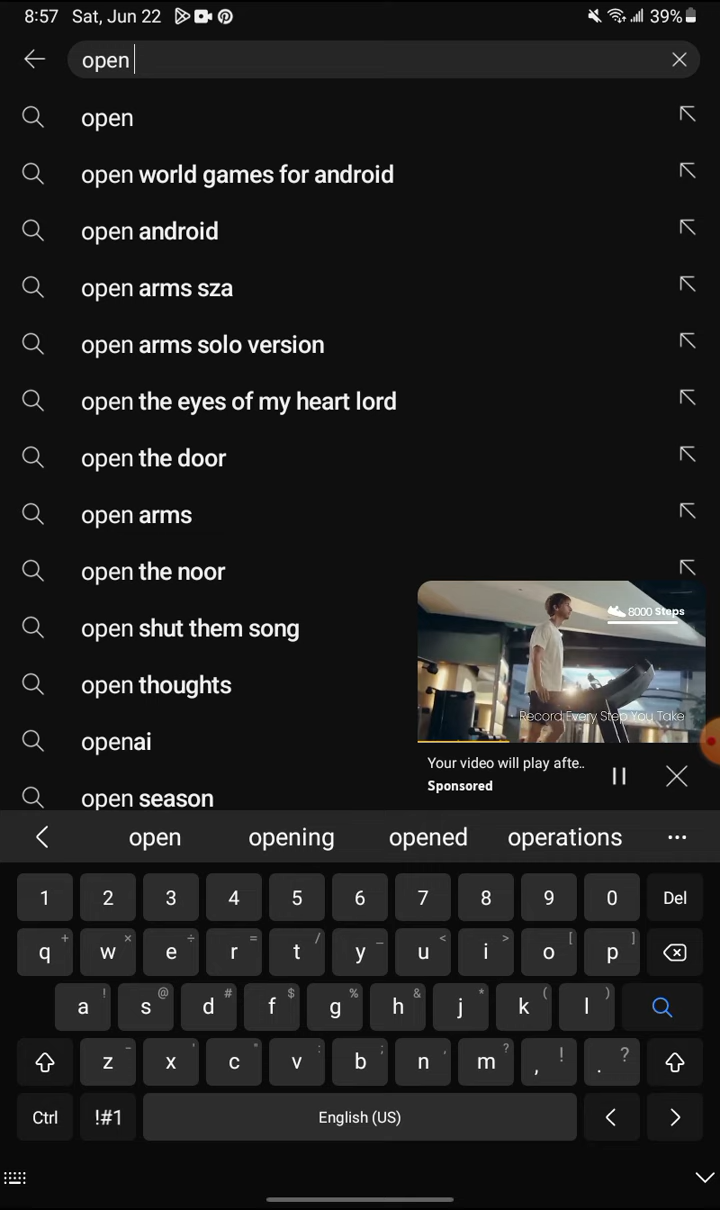 8:57 Sat, Jun 22 39%
open
open
open world games for android
open android
open arms sza
open arms solo version
open the eyes of my heart lord
open the door
open arms
open the noor
open shut them song
open thoughts
openai
open season
8000 Steps
Record Every Step You Take
Your video will play afte..
Sponsored
open opening opened operations ...
1 2 3 4 5 6 7 8 9 0 Del
q + w × e ÷ r = t / y _ u < i > o [ p ]
a ! s @ d # f $ g % h & j * k ( l )
z - x ' c " v : b ; n , m ? , ! . ?
Ctrl !#1 English (US) < >